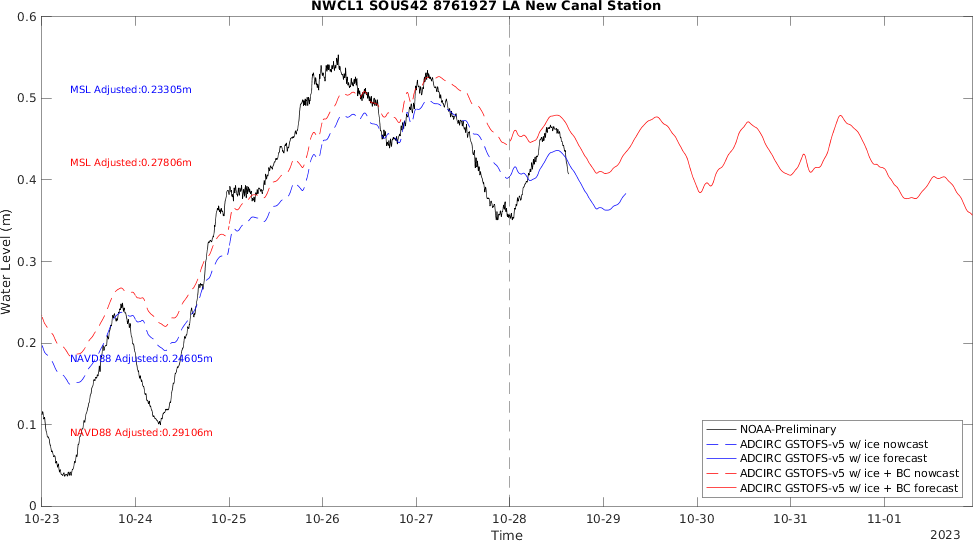 NWCL1 SOUS42 8761927 LA New Canal Station
Water Level (m)
0.6
0.5
0.4
0.3
0.2
0.1
0
MSL Adjusted:0.23305m
MSL Adjusted:0.27806m
NAVD88 Adjusted:0.24605m
NAVD88 Adjusted:0.29106m
NOAA-Preliminary
ADCIRC GSTOFS-v5 w/ ice nowcast
ADCIRC GSTOFS-v5 w/ ice forecast
ADCIRC GSTOFS-v5 w/ ice + BC nowcast
ADCIRC GSTOFS-v5 w/ ice + BC forecast
10-23 10-24 10-25 10-26 10-27 10-28 10-29 10-30 10-31 11-01
Time
2023